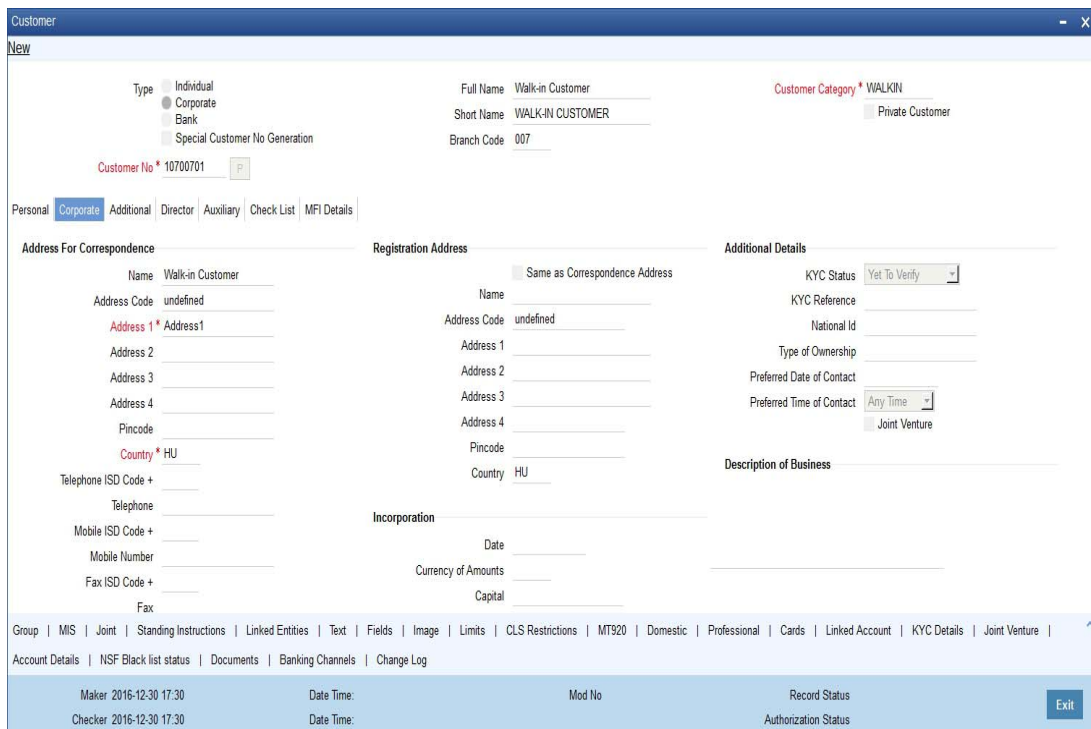 Customer
New
Type
Individual
Corporate
Bank
Special Customer No Generation
Customer No * 10700701 P
Full Name Walk-in Customer
Short Name WALK-IN CUSTOMER
Branch Code 007
Customer Category * WALKIN
Private Customer
Personal Corporate Additional Director Auxiliary Check List MFI Details
Address For Correspondence
Name Walk-in Customer
Address Code undefined
Address 1 * Address1
Address 2
Address 3
Address 4
Pincode
Country * HU
Telephone ISD Code +
Telephone
Mobile ISD Code +
Mobile Number
Fax ISD Code +
Fax
Registration Address
Same as Correspondence Address
Name
Address Code undefined
Address 1
Address 2
Address 3
Address 4
Pincode
Country HU
Incorporation
Date
Currency of Amounts
Capital
Additional Details
KYC Status Yet To Verify
KYC Reference
National Id
Type of Ownership
Preferred Date of Contact
Preferred Time of Contact Any Time
Joint Venture
Description of Business
Group | MIS | Joint | Standing Instructions | Linked Entities | Text | Fields | Image | Limits | CLS Restrictions | MT920 | Domestic | Professional | Cards | Linked Account | KYC Details | Joint Venture |
Account Details | NSF Black list status | Documents | Banking Channels | Change Log
Maker 2016-12-30 17:30 Date Time: Mod No Record Status
Checker 2016-12-30 17:30 Date Time: Authorization Status
Exit